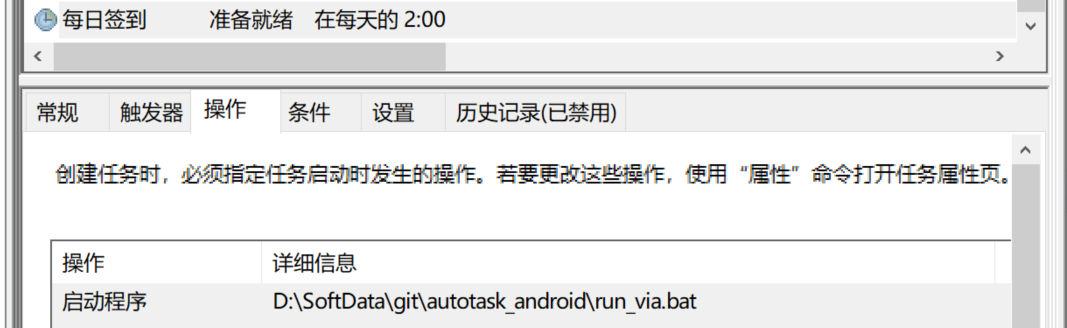 每日签到 准备就绪 在每天的 2:00
常规 触发器 操作 条件 设置 历史记录(已禁用)
创建任务时，必须指定任务启动时发生的操作。若要更改这些操作，使用“属性”命令打开任务属性页。
操作 详细信息
启动程序 D:\SoftData\git\autotask_android\run_via.bat